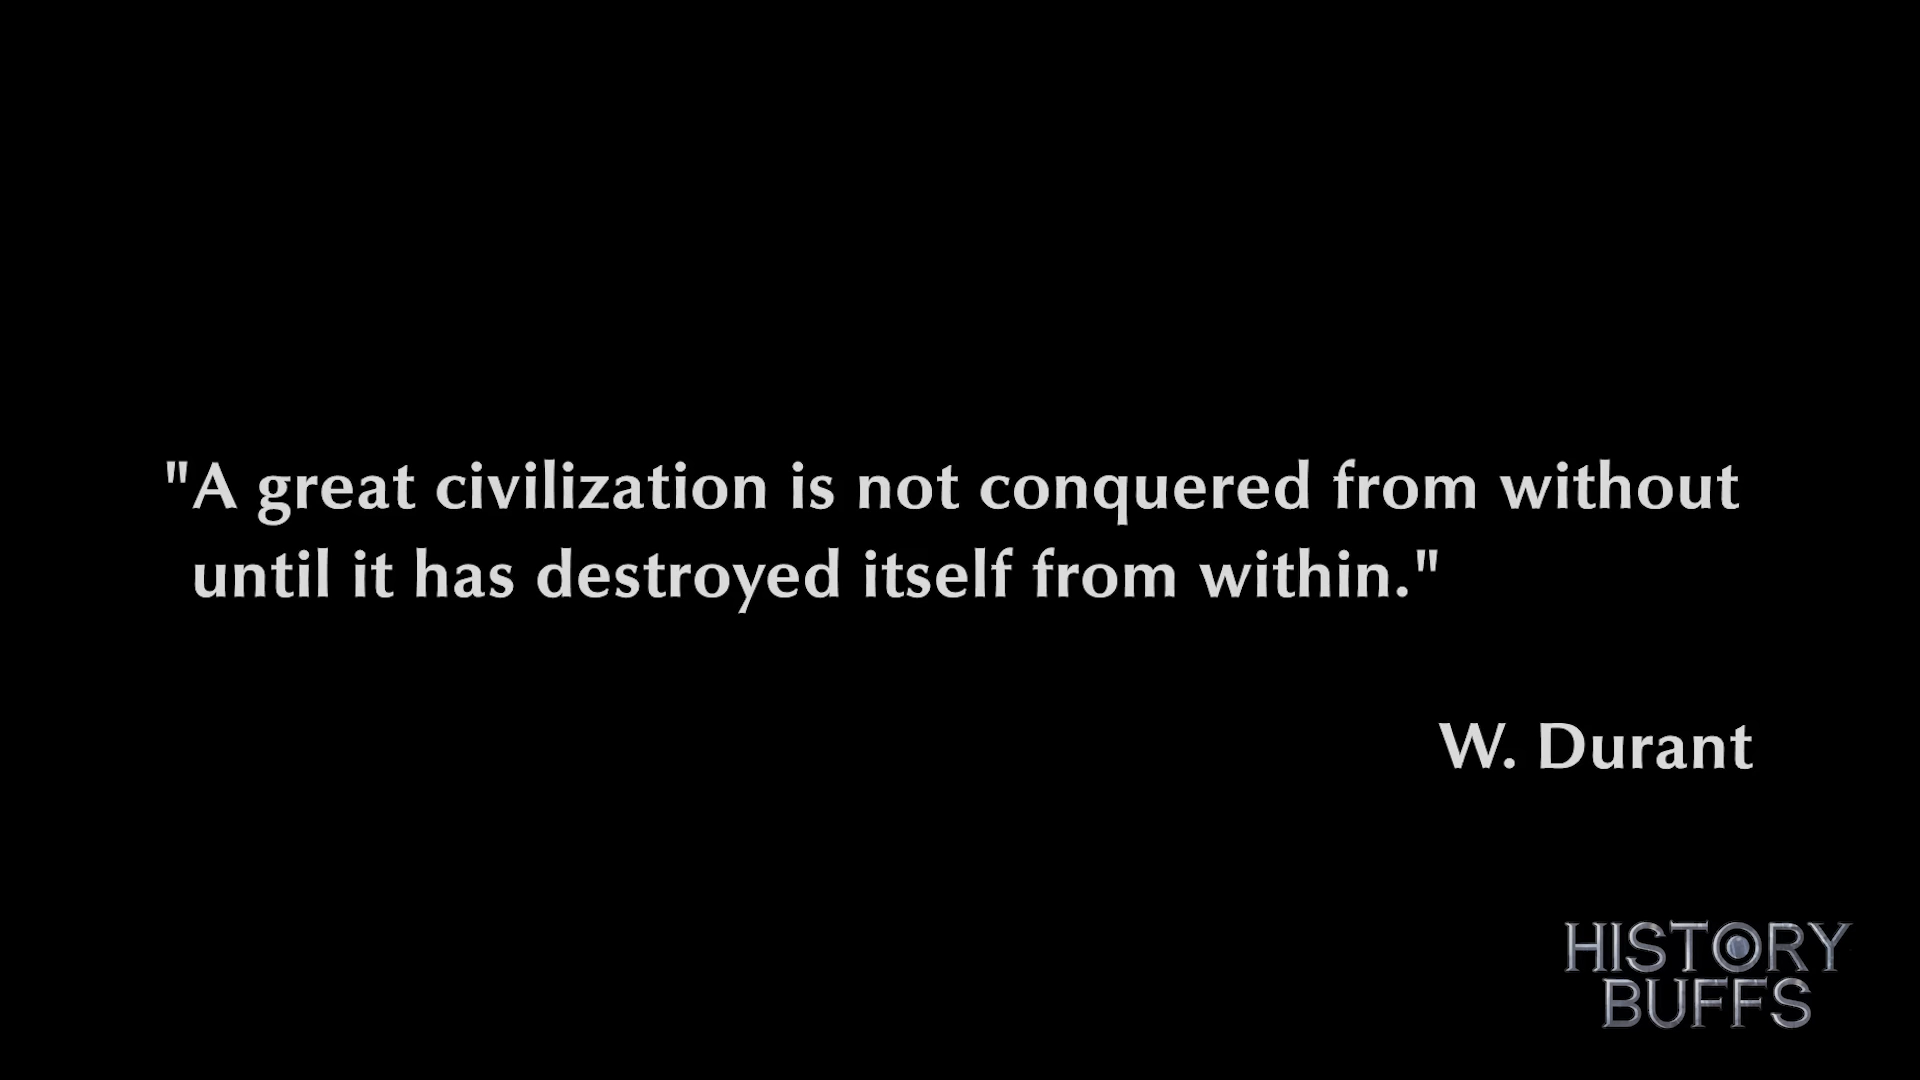 "A great civilization is not conquered from without
until it has destroyed itself from within."
W. Durant
HISTORY
BUFFS